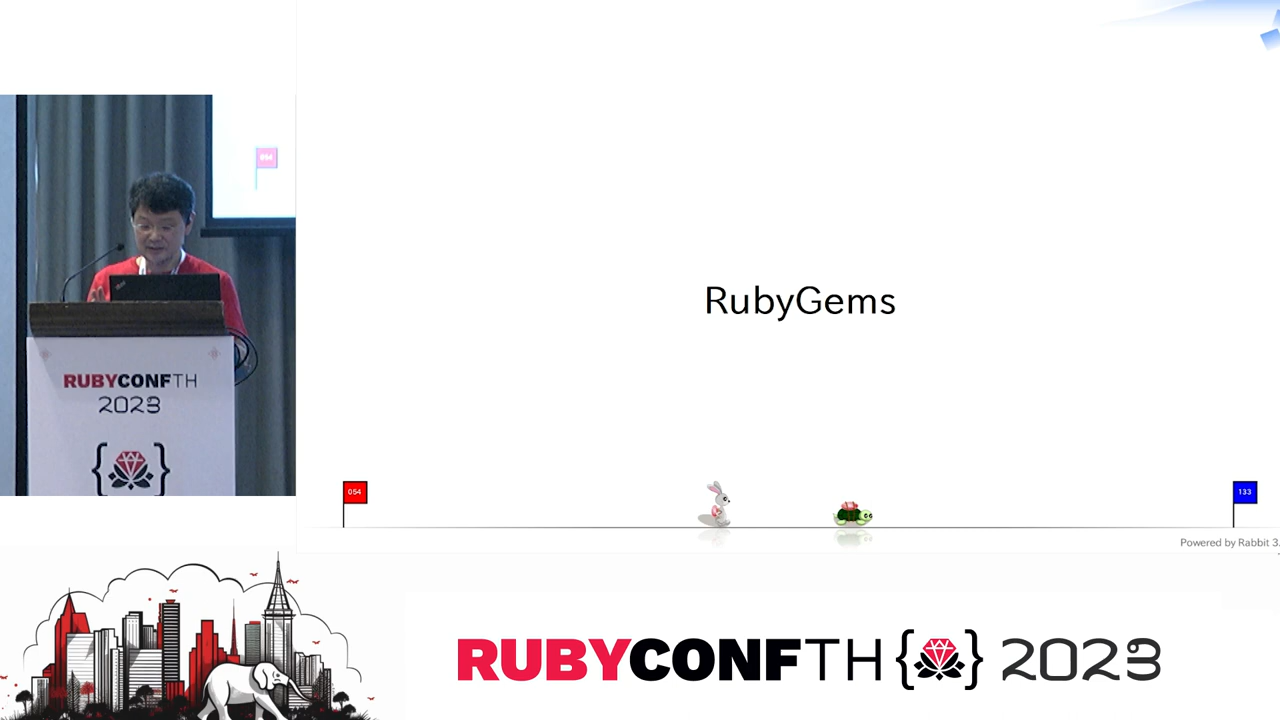 054
RUBYCONFTH
2023
RubyGems
054
133
Powered by Rabbit 3.
RUBYCONFTH 2023